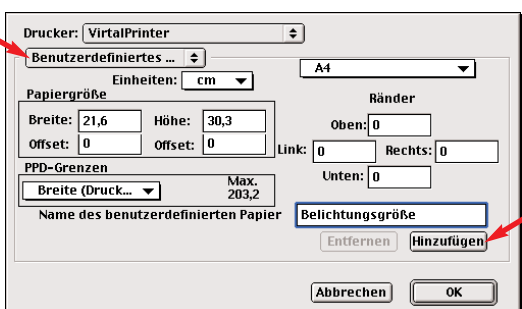 Drucker: VirtalPrinter
Benutzerdefiniertes ...
A4
Einheiten: cm
Papiergröße
Ränder
Breite: 21,6 Höhe: 30,3
Oben: 0
Offset: 0 Offset: 0
Link: 0 Rechts: 0
PPD-Grenzen
Unten: 0
Breite (Druck... Max. 203,2
Name des benutzerdefinierten Papier Belichtungsgröße
Entfernen Hinzufügen
Abbrechen OK